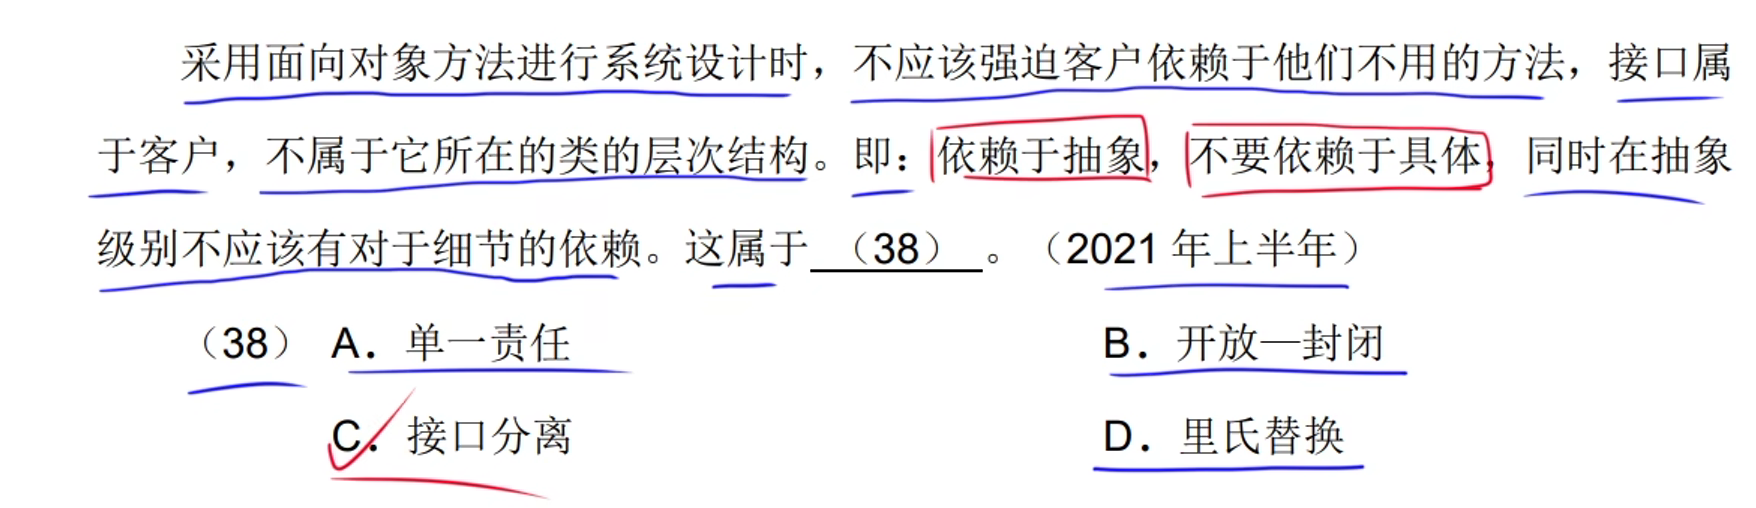 采用面向对象方法进行系统设计时，不应该强迫客户依赖于他们不用的方法，接口属
于客户，不属于它所在的类的层次结构。即：依赖于抽象，不要依赖于具体，同时在抽象
级别不应该有对于细节的依赖。这属于（38）。（2021 年上半年）
（38） A．单一责任 B．开放—封闭
C．接口分离 D．里氏替换